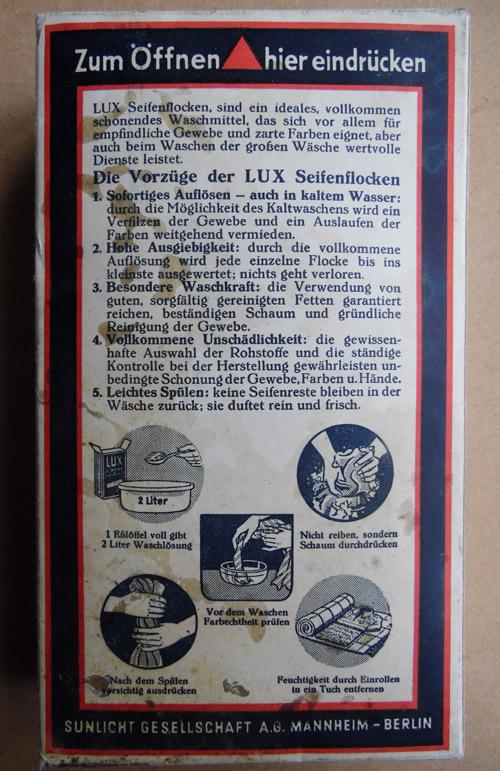 Zum Öffnen hier eindrücken
LUX Seifenflocken, sind ein ideales, vollkommen
schonendes Waschmittel, das sich vor allem für
empfindliche Gewebe und zarte Farben eignet, aber
auch beim Waschen der großen Wäsche wertvolle
Dienste leistet.
Die Vorzüge der LUX Seifenflocken
1. Sofortiges Auflösen – auch in kaltem Wasser:
durch die Möglichkeit des Kaltwaschens wird ein
Verfilzen der Gewebe und ein Auslaufen der
Farben weitgehend vermieden.
2. Hohe Ausgiebigkeit: durch die vollkommene
Auflösung wird jede einzelne Flocke bis ins
kleinste ausgewertet; nichts geht verloren.
3. Besondere Waschkraft: die Verwendung von
guten, sorgfältig gereinigten Fetten garantiert
reichen, beständigen Schaum und gründliche
Reinigung der Gewebe.
4. Vollkommene Unschädlichkeit: die gewissen-
hafte Auswahl der Rohstoffe und die ständige
Kontrolle bei der Herstellung gewährleisten un-
bedingte Schonung der Gewebe, Farben u. Hände.
5. Leichtes Spülen: keine Seifenreste bleiben in der
Wäsche zurück; sie duftet rein und frisch.
LUX
2 Liter
1 Eßlöffel voll gibt
2 Liter Waschlösung
Nicht reiben, sondern
Schaum durchdrücken
Vor dem Waschen
Farbechtheit prüfen
Nach dem Spülen
vorsichtig ausdrücken
Feuchtigkeit durch Einrollen
in ein Tuch entfernen
SUNLICHT GESELLSCHAFT A.G. MANNHEIM – BERLIN